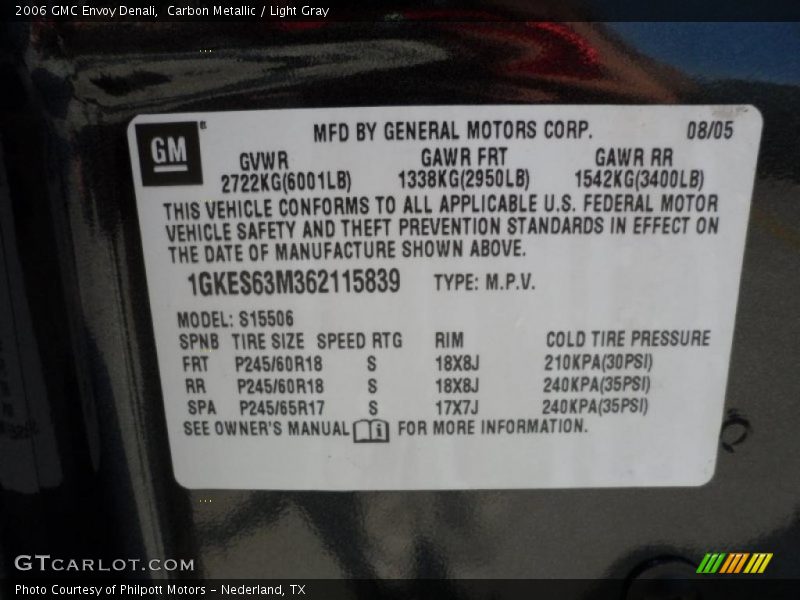 2006 GMC Envoy Denali,  Carbon Metallic / Light Gray
GM®
MFD BY GENERAL MOTORS CORP. 08/05
GVWR GAWR FRT GAWR RR
2722KG(6001LB) 1338KG(2950LB) 1542KG(3400LB)
THIS VEHICLE CONFORMS TO ALL APPLICABLE U.S. FEDERAL MOTOR
VEHICLE SAFETY AND THEFT PREVENTION STANDARDS IN EFFECT ON
THE DATE OF MANUFACTURE SHOWN ABOVE.
1GKES63M362115839 TYPE: M.P.V.
MODEL: S15506
SPNB TIRE SIZE SPEED RTG RIM COLD TIRE PRESSURE
FRT P245/60R18 S 18X8J 210KPA(30PSI)
RR P245/60R18 S 18X8J 240KPA(35PSI)
SPA P245/65R17 S 17X7J 240KPA(35PSI)
SEE OWNER'S MANUAL FOR MORE INFORMATION.
GTCARLOT.COM
Photo Courtesy of Philpott Motors - Nederland, TX